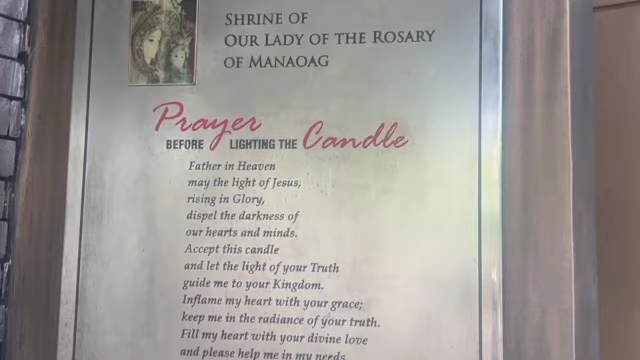 SHRINE OF
OUR LADY OF THE ROSARY
OF MANAOAG
Prayer
BEFORE LIGHTING THE Candle
Father in Heaven
may the light of Jesus,
rising in Glory,
dispel the darkness of
our hearts and minds.
Accept this candle
and let the light of your Truth
guide me to your Kingdom.
Inflame my heart with your grace;
keep me in the radiance of your truth.
Fill my heart with your divine love
and please help me in my needs